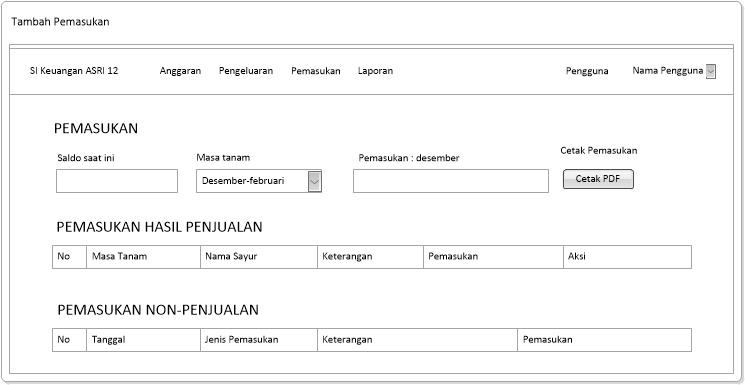 Tambah Pemasukan
SI Keuangan ASRI 12 Anggaran Pengeluaran Pemasukan Laporan Pengguna Nama Pengguna
PEMASUKAN
Saldo saat ini Masa tanam Pemasukan : desember Cetak Pemasukan
Desember-februari Cetak PDF
PEMASUKAN HASIL PENJUALAN
No Masa Tanam Nama Sayur Keterangan Pemasukan Aksi
PEMASUKAN NON-PENJUALAN
No Tanggal Jenis Pemasukan Keterangan Pemasukan